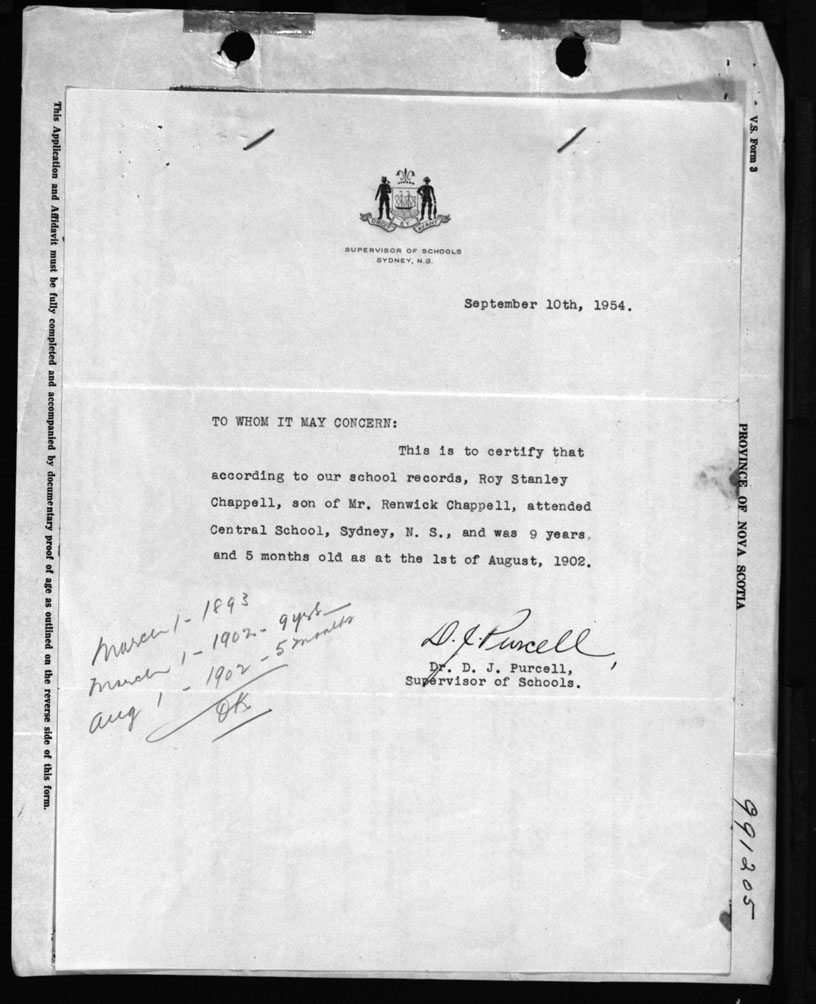 This Application and Affidavit must be fully completed and accompanied by documentary proof of age as outlined on the reverse side of this form.
V.S. Form 3
PROVINCE OF NOVA SCOTIA
991205
DROIT ET AVANT
SUPERVISOR OF SCHOOLS
SYDNEY, N.S.
September 10th, 1954.
TO WHOM IT MAY CONCERN:
This is to certify that
according to our school records, Roy Stanley
Chappell, son of Mr. Renwick Chappell, attended
Central School, Sydney, N. S., and was 9 years
and 5 months old as at the 1st of August, 1902.
March 1 - 1893
March 1 - 1902 - 9 yrs
Aug 1 - 1902 - 5 months
OK
D. J. Purcell,
Dr. D. J. Purcell,
Supervisor of Schools.